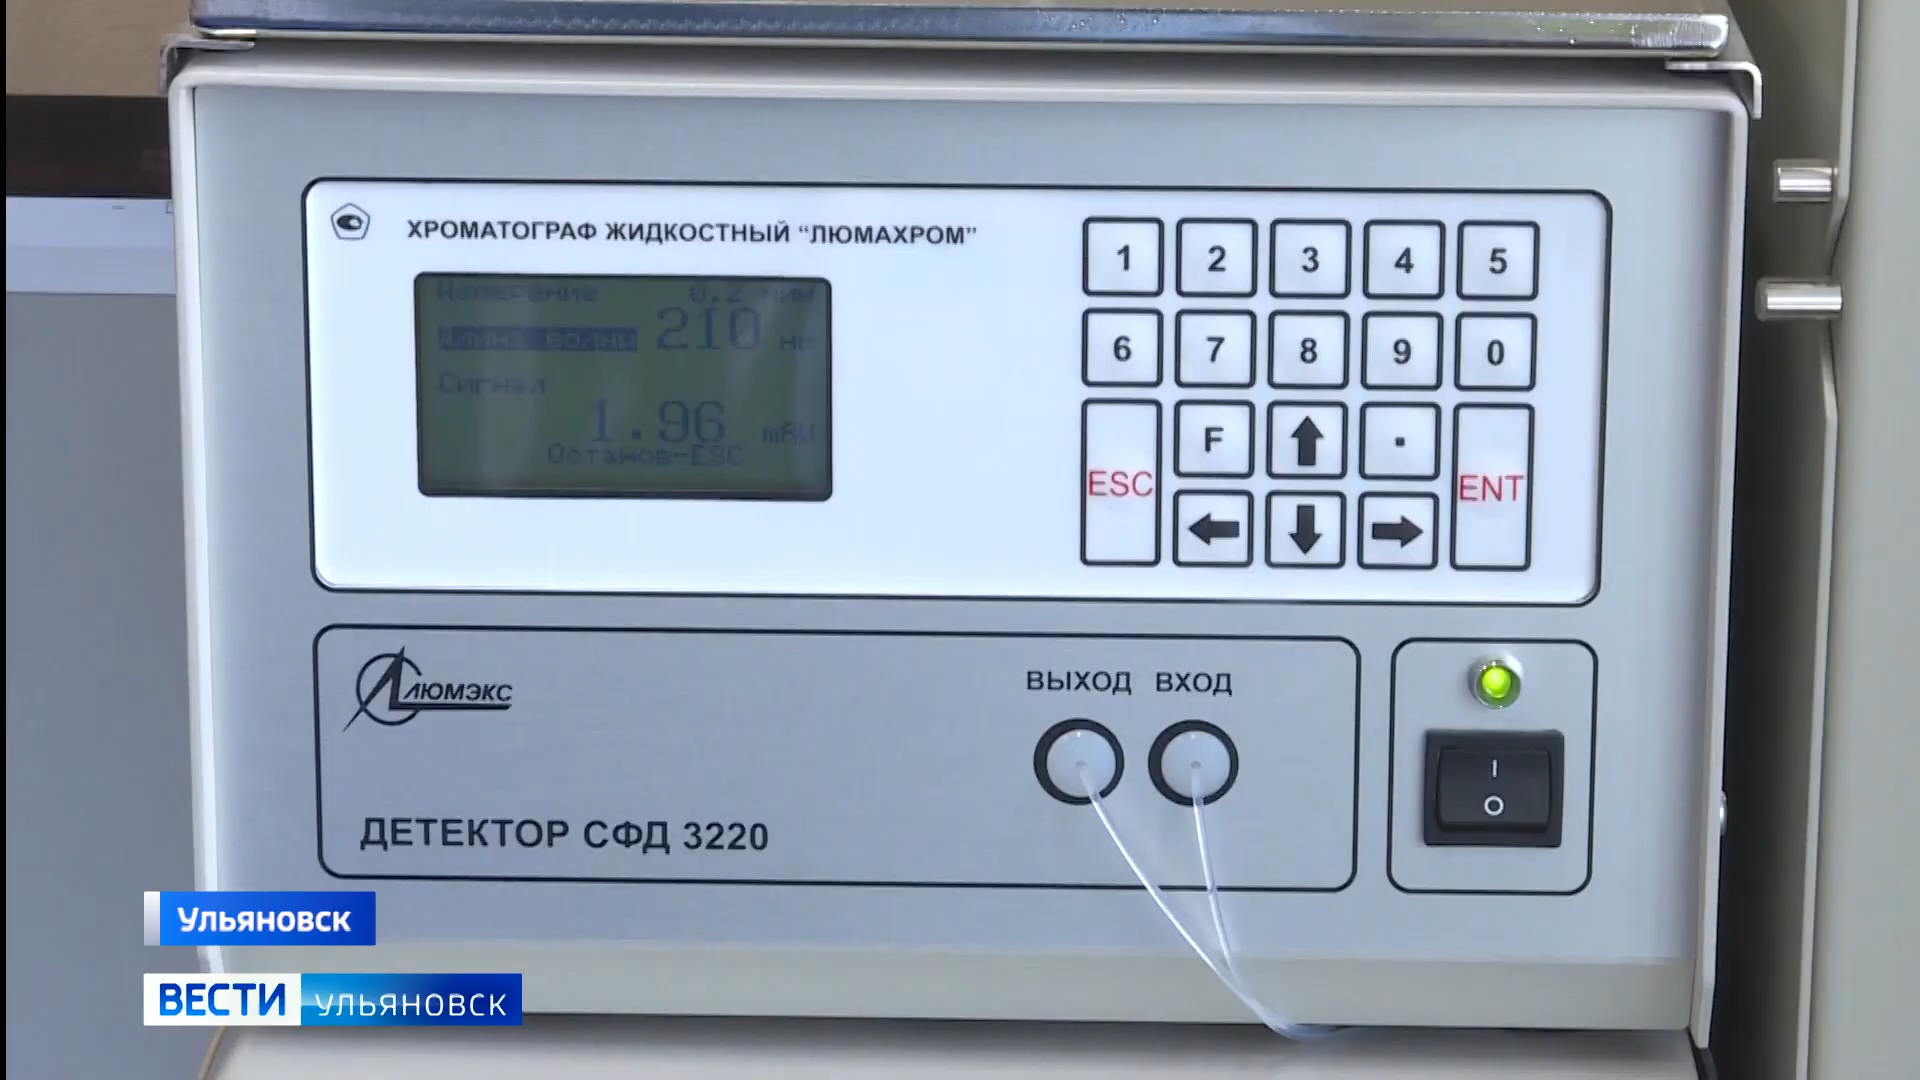 ХРОМАТОГРАФ ЖИДКОСТНЫЙ “ЛЮМАХРОМ”
Измерение 0.2 мин
Длина волны 210 нм
Сигнал
1.96 mAU
Останов-ESC
1 2 3 4 5
6 7 8 9 0
F .
ESC ENT
ЛЮМЭКС
ВЫХОД ВХОД
ДЕТЕКТОР СФД 3220
Ульяновск
ВЕСТИ УЛЬЯНОВСК